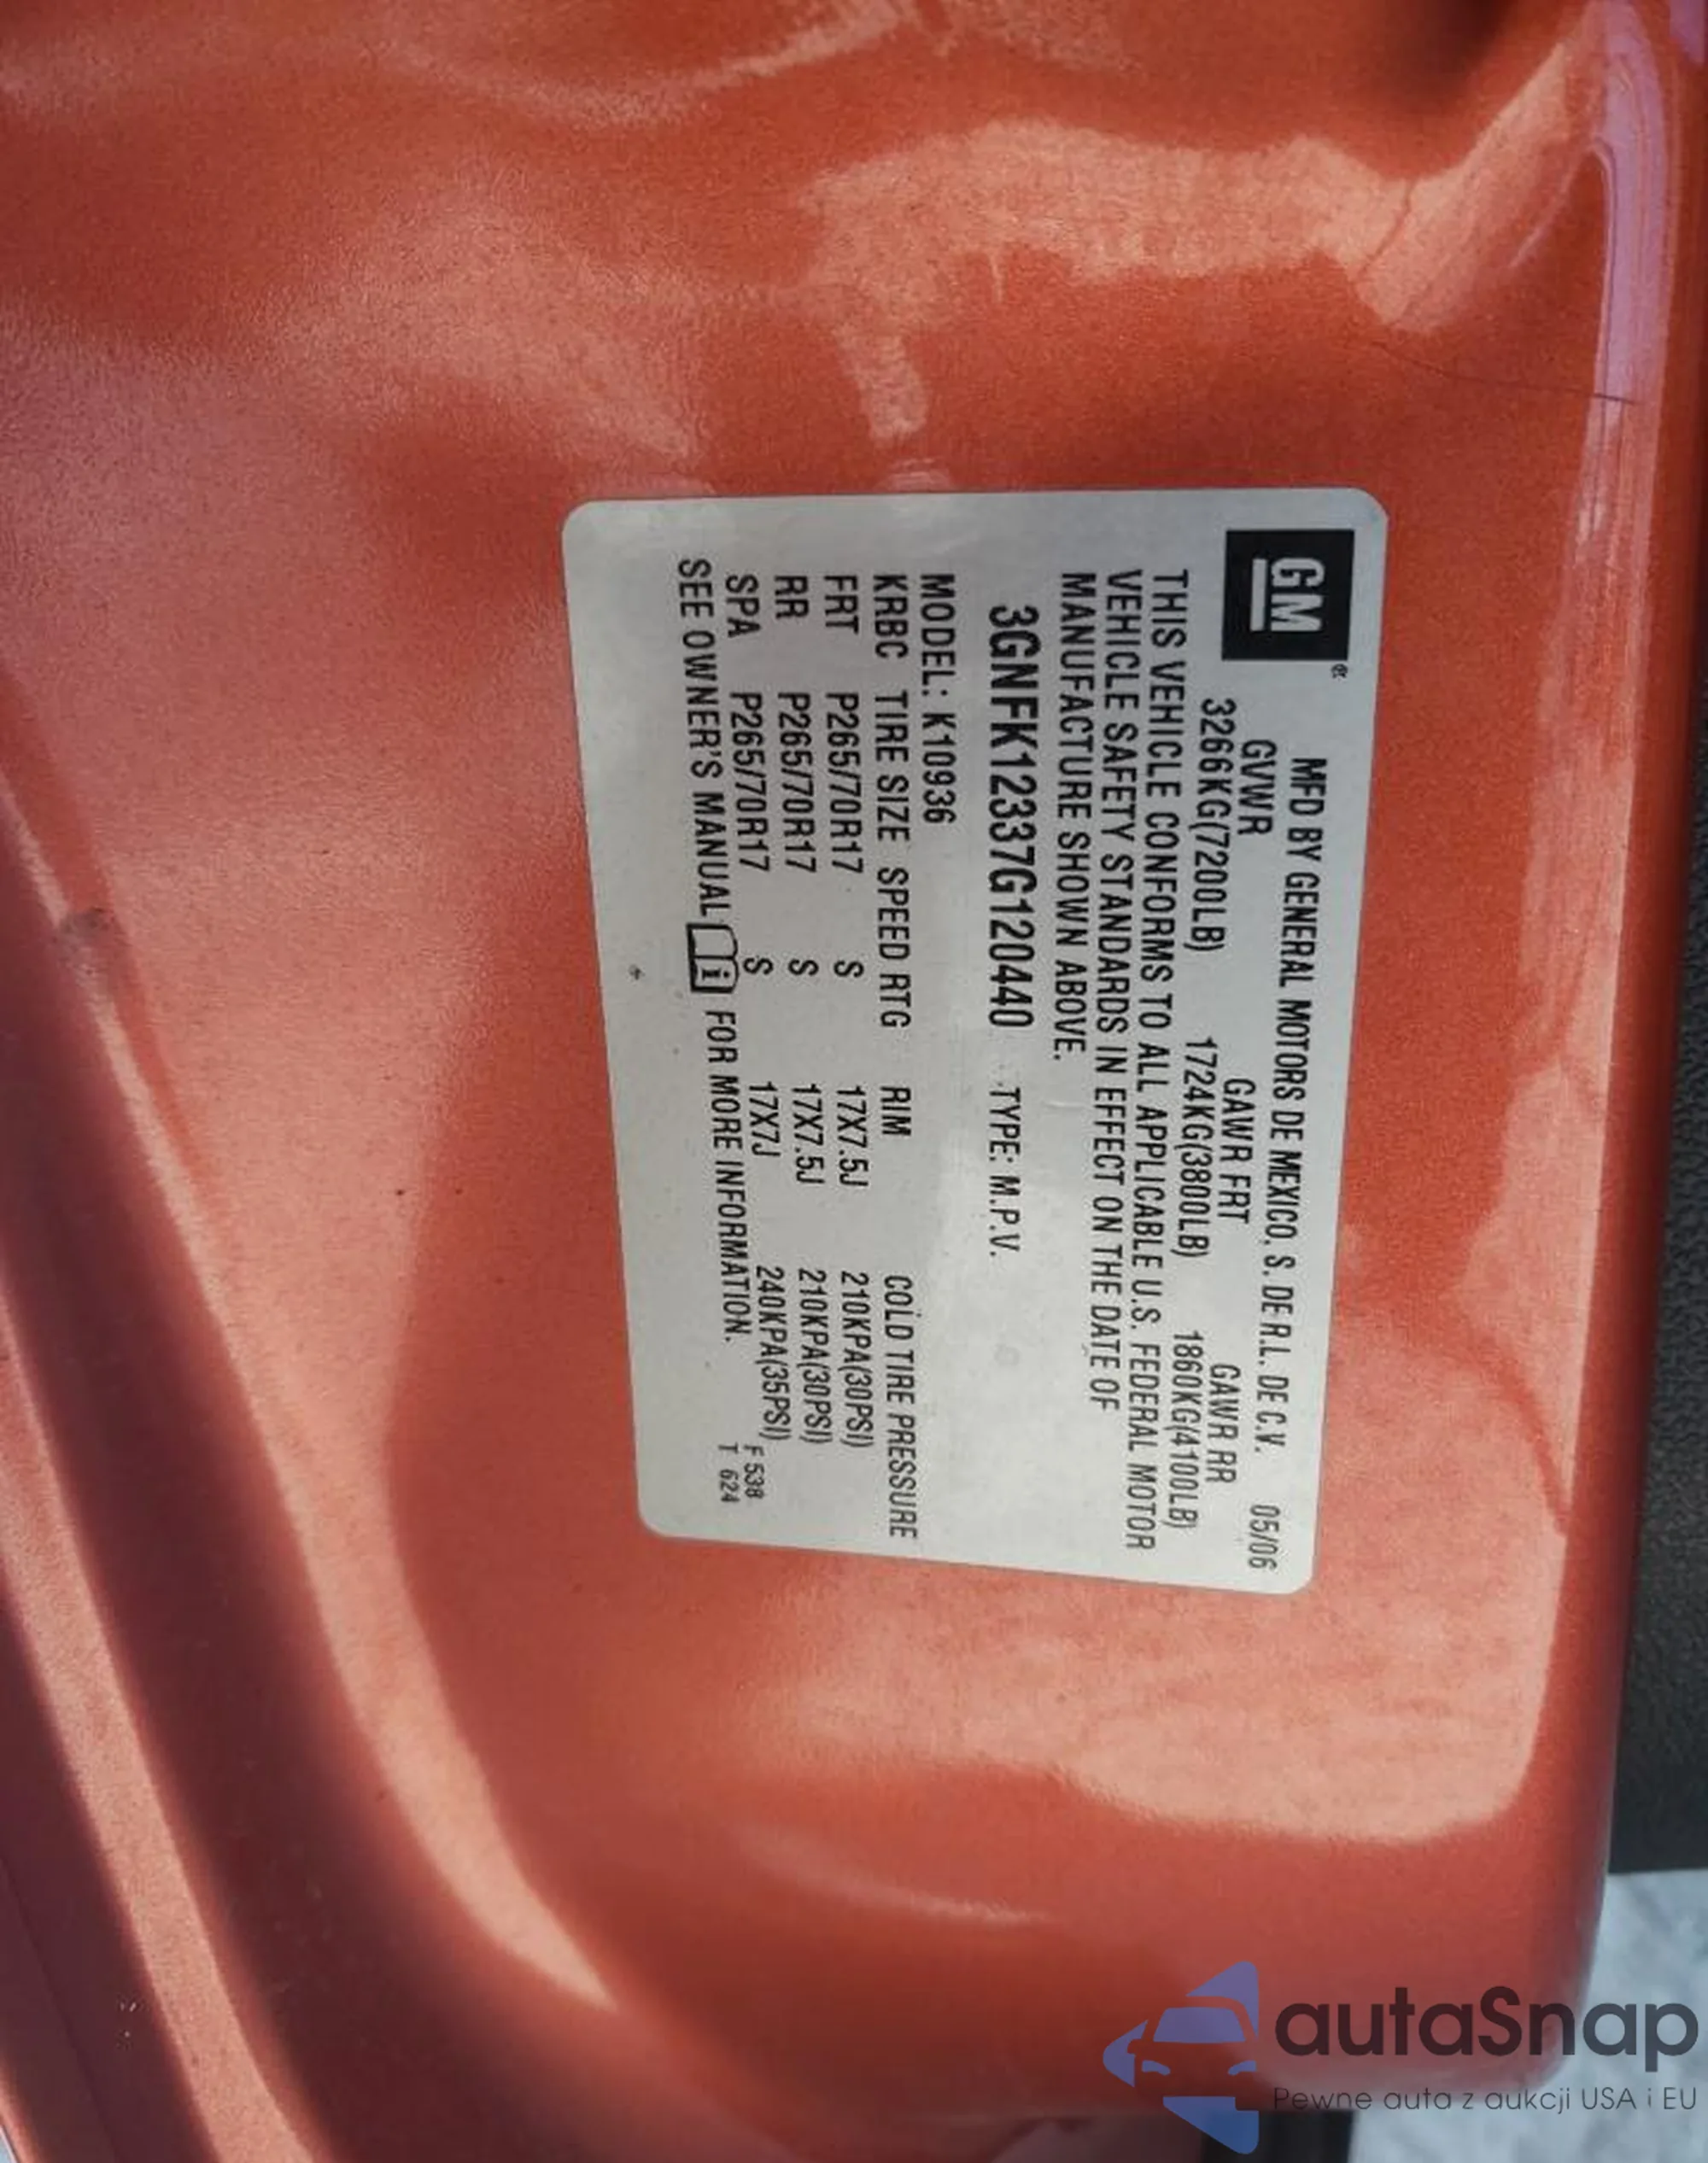 GM®
MFD BY GENERAL MOTORS DE MEXICO, S. DE R.L. DE C.V. 05/06
GVWR GAWR FRT GAWR RR
3266KG(7200LB) 1724KG(3800LB) 1860KG(4100LB)
THIS VEHICLE CONFORMS TO ALL APPLICABLE U.S. FEDERAL MOTOR
VEHICLE SAFETY STANDARDS IN EFFECT ON THE DATE OF
MANUFACTURE SHOWN ABOVE.
3GNFK12337G120440 TYPE: M.P.V.
MODEL: K10936
KRBC TIRE SIZE SPEED RTG RIM COLD TIRE PRESSURE
FRT P265/70R17 S 17X7.5J 210KPA(30PSI)
RR P265/70R17 S 17X7.5J 210KPA(30PSI)
SPA P265/70R17 S 17X7J 240KPA(35PSI)
SEE OWNER'S MANUAL i FOR MORE INFORMATION.
F 538
T 624
autaSnap
Pewne auta z aukcji USA i EU